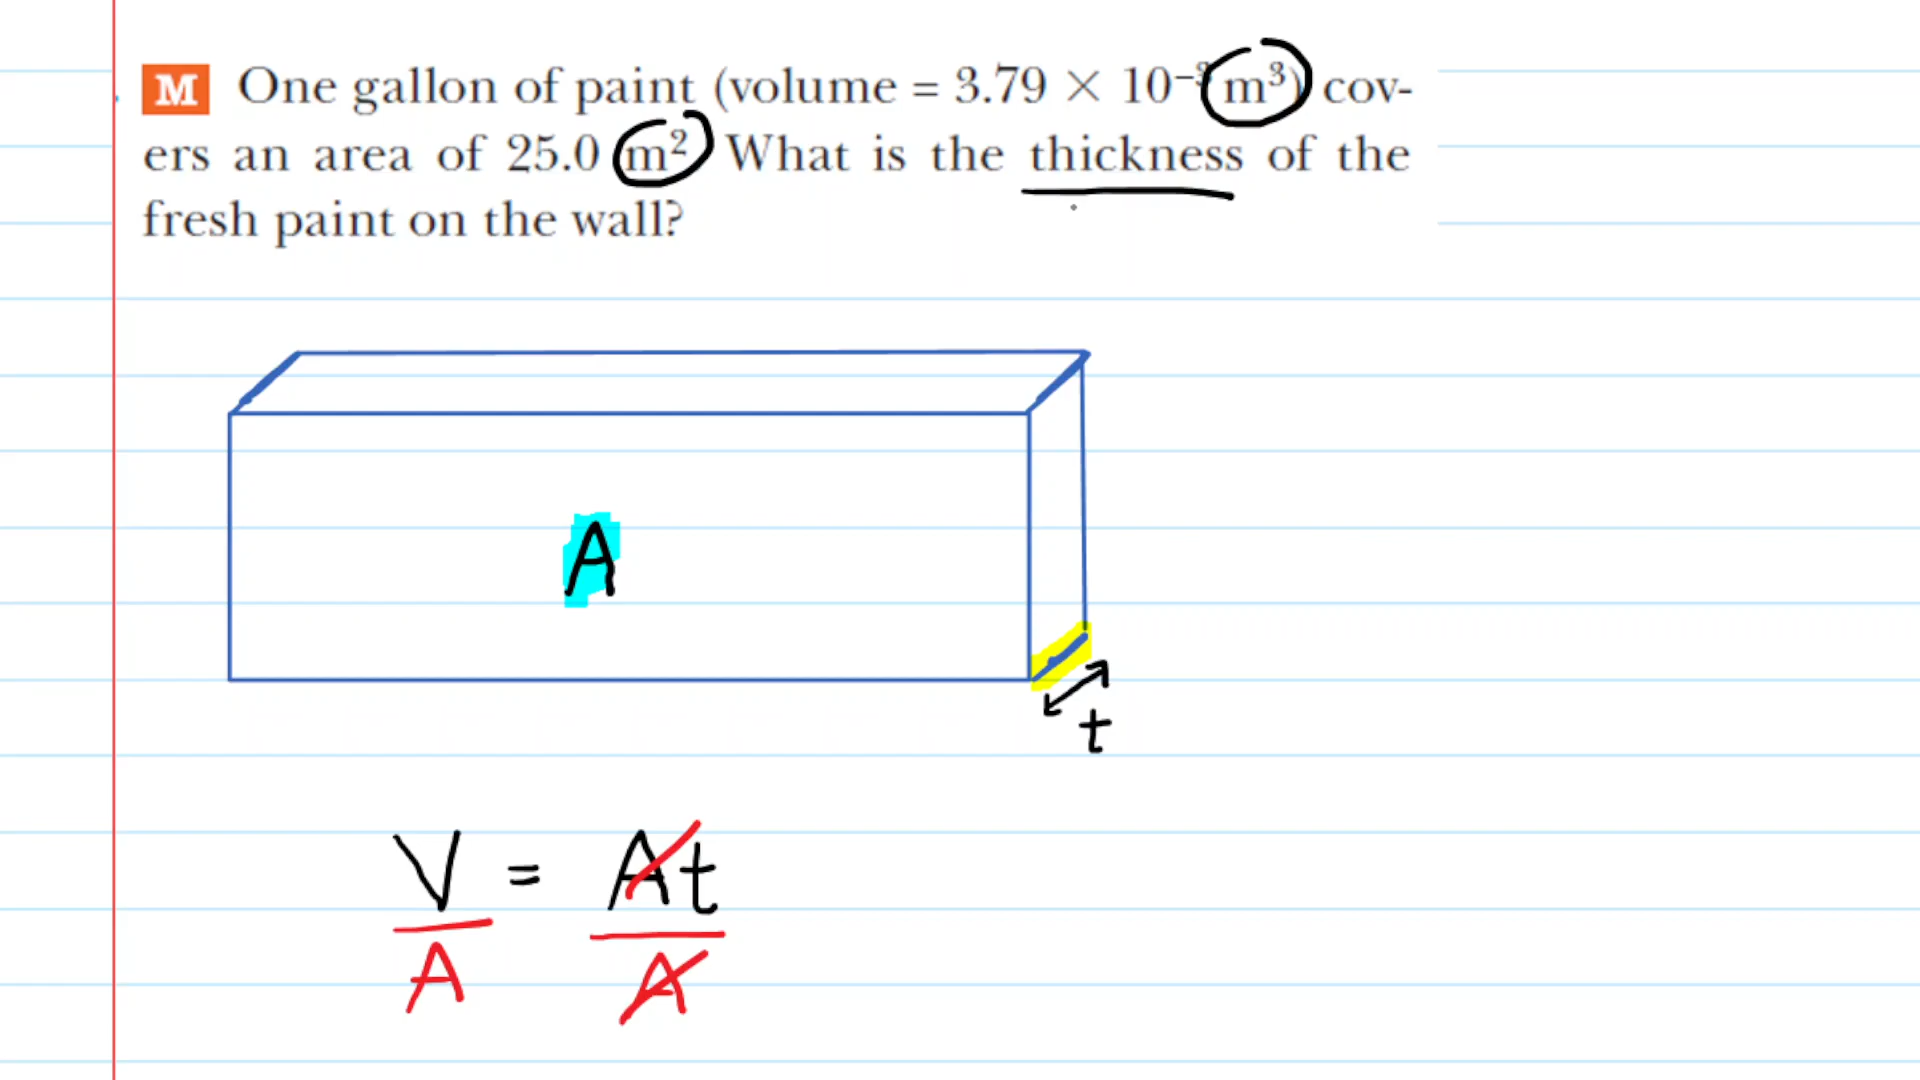 M One gallon of paint (volume = 3.79 × 10⁻³ m³) cov-
ers an area of 25.0 m² What is the thickness of the
fresh paint on the wall?
A
t
V = At
A A